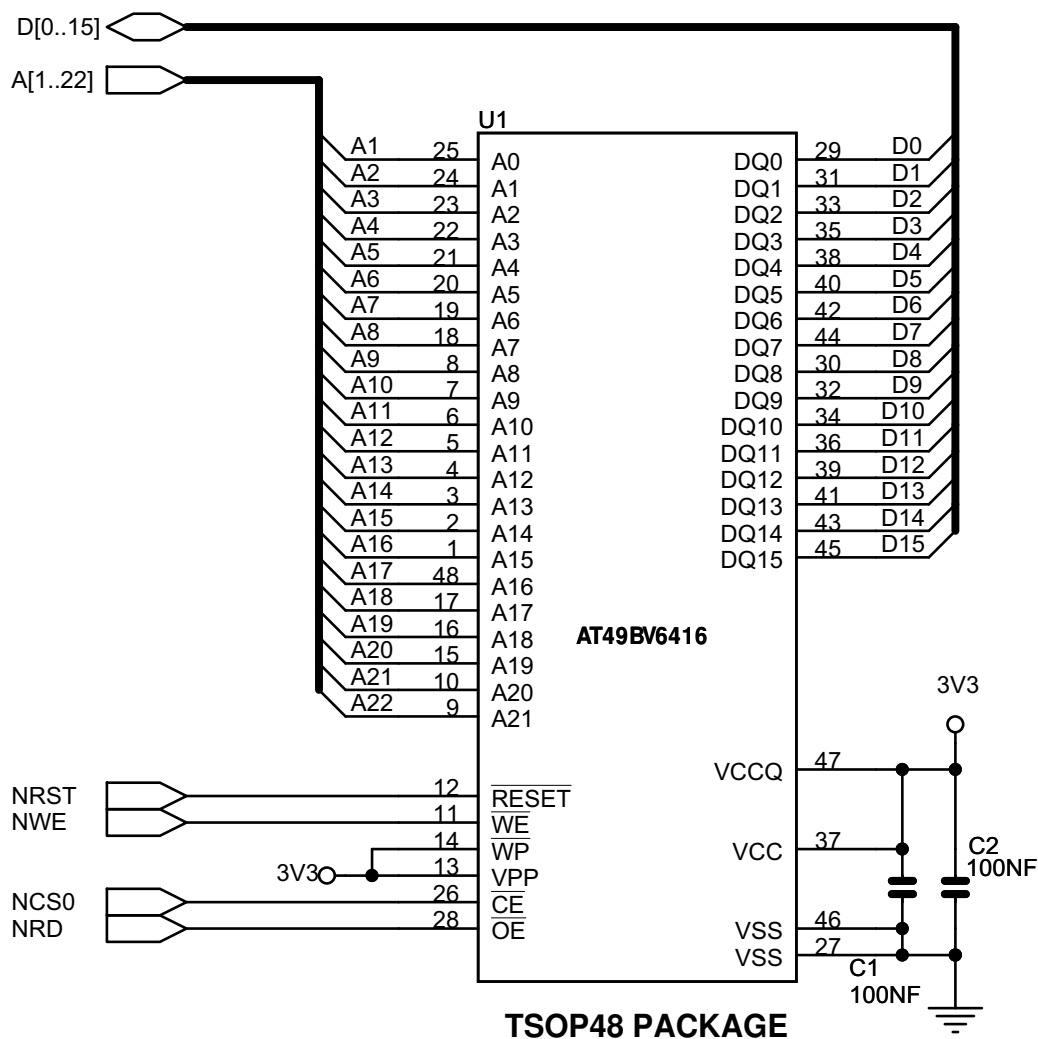 D[0..15]
A[1..22]
U1
A1 25 A0 DQ0 29 D0
A2 24 A1 DQ1 31 D1
A3 23 A2 DQ2 33 D2
A4 22 A3 DQ3 35 D3
A5 21 A4 DQ4 38 D4
A6 20 A5 DQ5 40 D5
A7 19 A6 DQ6 42 D6
A8 18 A7 DQ7 44 D7
A9 8 A8 DQ8 30 D8
A10 7 A9 DQ9 32 D9
A11 6 A10 DQ10 34 D10
A12 5 A11 DQ11 36 D11
A13 4 A12 DQ12 39 D12
A14 3 A13 DQ13 41 D13
A15 2 A14 DQ14 43 D14
A16 1 A15 DQ15 45 D15
A17 48 A16
A18 17 A17
A19 16 A18
A20 15 A19
A21 10 A20
A22 9 A21
AT49BV6416
3V3
VCCQ 47
NRST 12 RESET
NWE 11 WE
14 WP
VCC 37
C2
100NF
3V3 13 VPP
NCS0 26 CE
NRD 28 OE
VSS 46
VSS 27
C1
100NF
TSOP48 PACKAGE